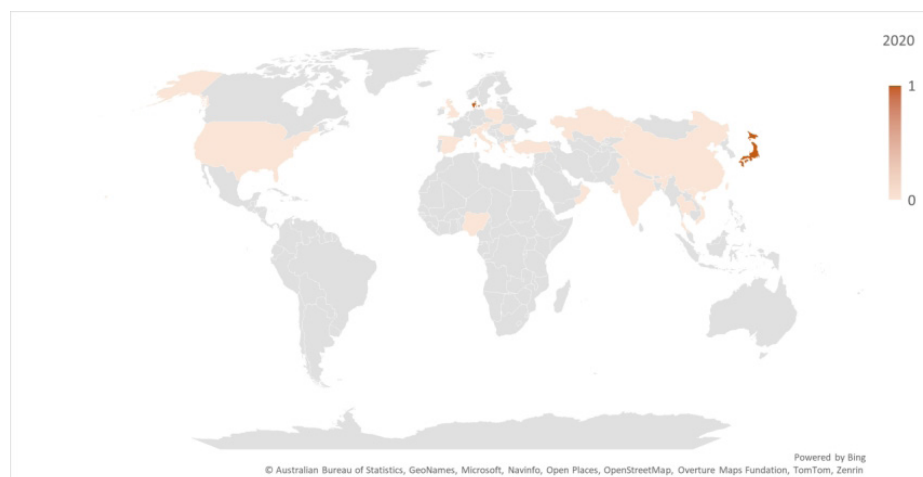 2020
1
0
Powered by Bing
© Australian Bureau of Statistics, GeoNames, Microsoft, Navinfo, Open Places, OpenStreetMap, Overture Maps Fundation, TomTom, Zenrin